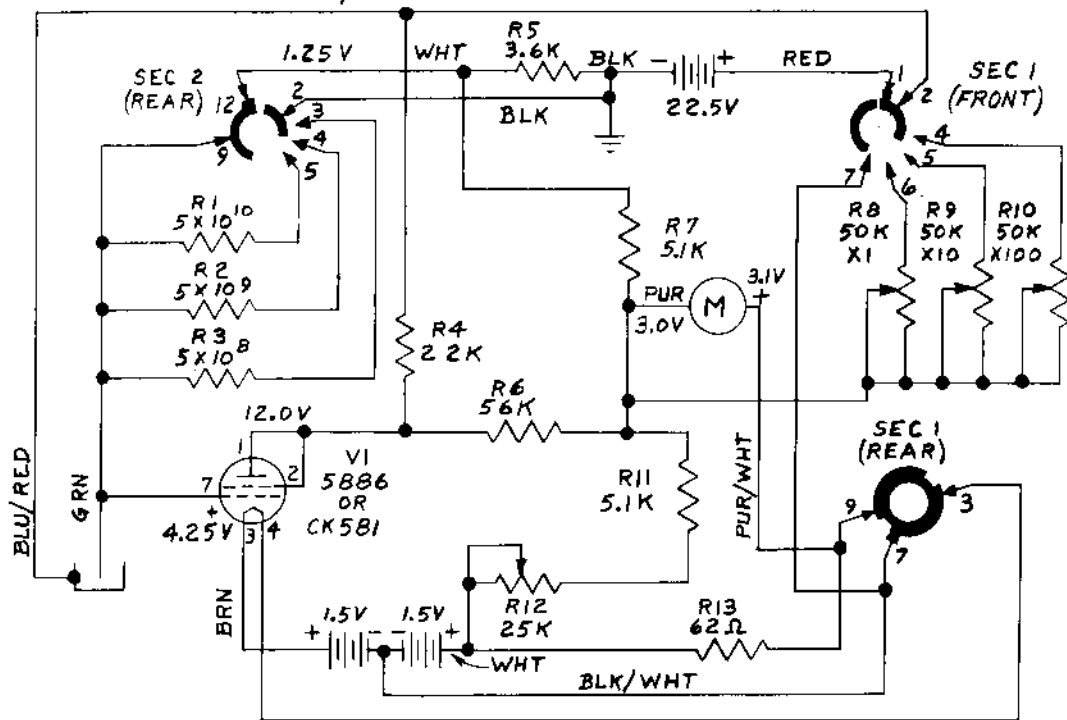 R5
3.6K
1.25V
WHT
BLK
- +
RED
22.5V
SEC 2
(REAR)
12
2
3
4
5
9
BLK
SEC 1
(FRONT)
1
2
4
5
6
7
R1
5X10^10
R2
5X10^9
R3
5X10^8
R4
22K
R7
5.1K
PUR
3.0V
M
3.1V
+
R8
50K
X1
R9
50K
X10
R10
50K
X100
12.0V
R6
56K
1
2
7
+
4.25V
3
4
V1
5886
OR
CK581
R11
5.1K
PUR/WHT
SEC 1
(REAR)
9
3
7
BLU/RED
GRN
BRN
+ 1.5V -
- 1.5V +
WHT
R12
25K
R13
62Ω
BLK/WHT